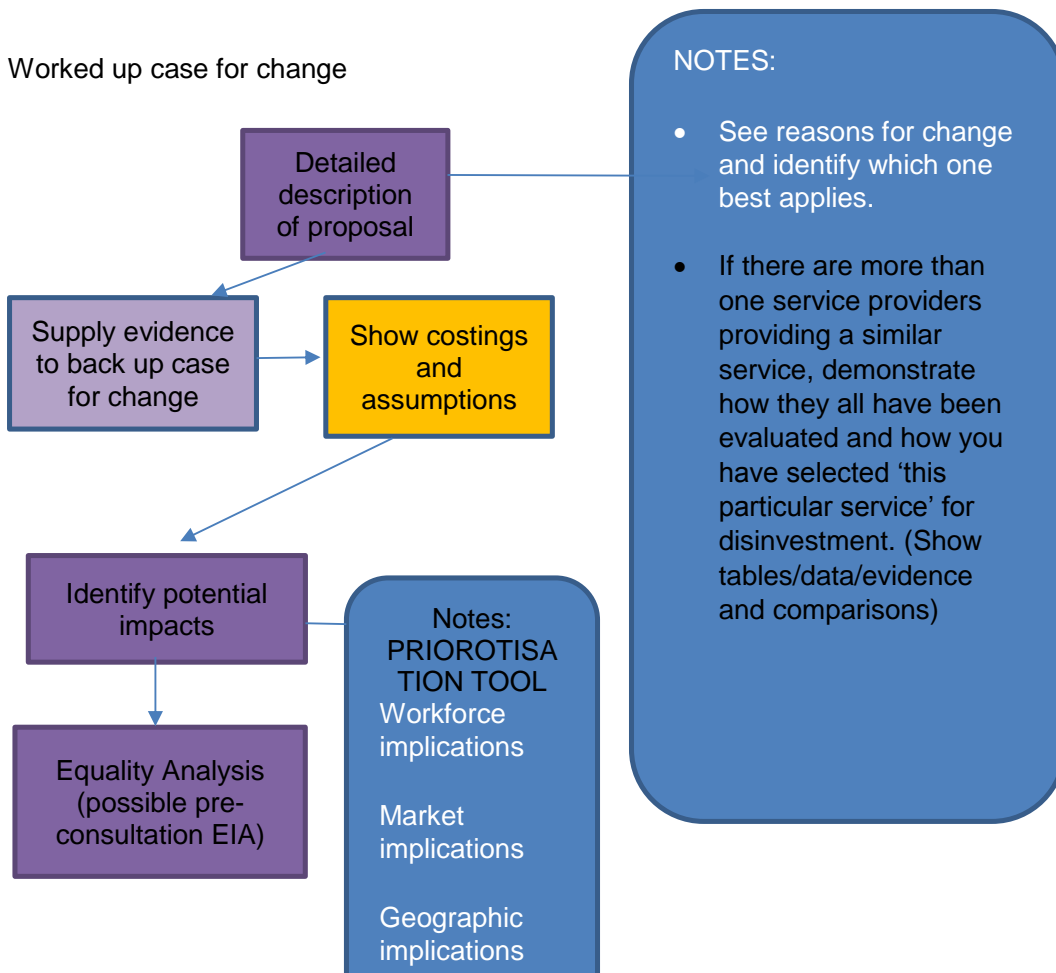 Worked up case for change
Detailed
description
of proposal
Supply evidence
to back up case
for change
Show costings
and
assumptions
Identify potential
impacts
Equality Analysis
(possible pre-
consultation EIA)
Notes:
PRIOROTISA
TION TOOL
Workforce
implications
Market
implications
Geographic
implications
NOTES:
• See reasons for change
and identify which one
best applies.
• If there are more than
one service providers
providing a similar
service, demonstrate
how they all have been
evaluated and how you
have selected ‘this
particular service’ for
disinvestment. (Show
tables/data/evidence
and comparisons)